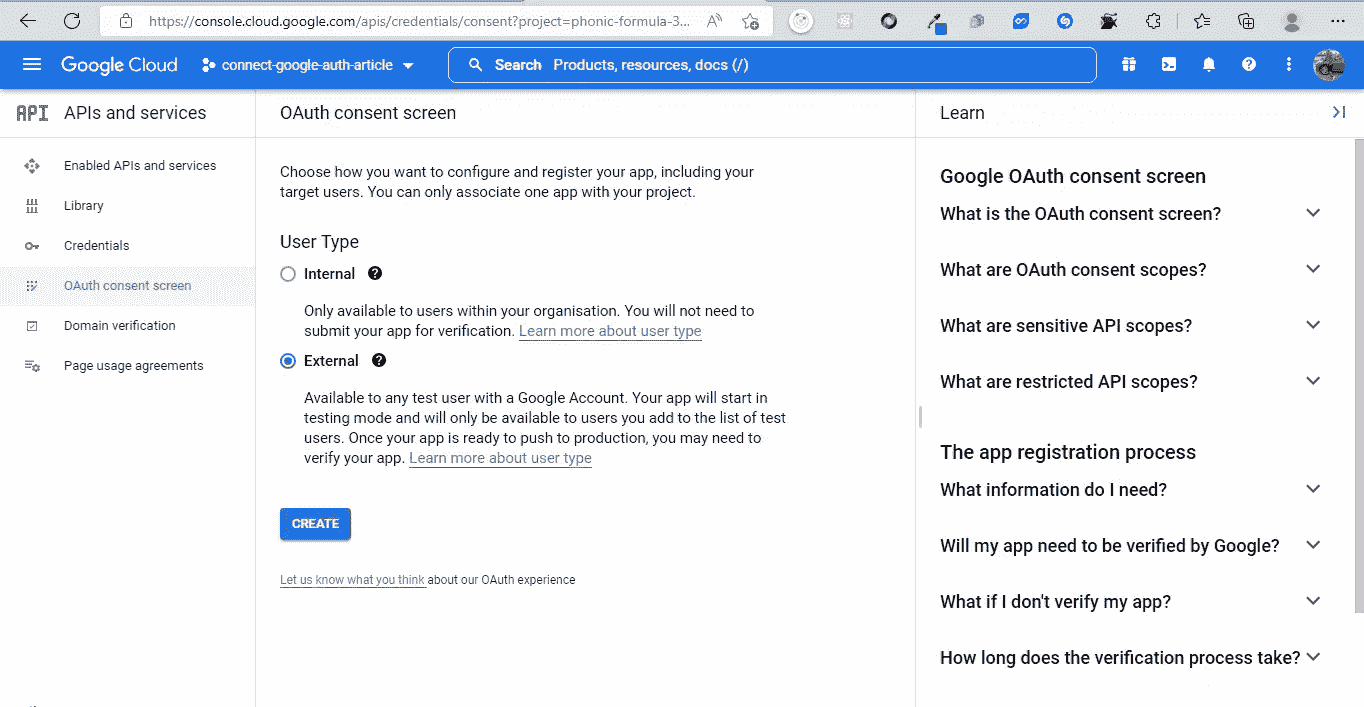 https://console.cloud.google.com/apis/credentials/consent?project=phonic-formula-3...
Google Cloud
connect-google-auth-article
Search Products, resources, docs (/)
API APIs and services
Enabled APIs and services
Library
Credentials
OAuth consent screen
Domain verification
Page usage agreements
OAuth consent screen
Choose how you want to configure and register your app, including your
target users. You can only associate one app with your project.
User Type
Internal
Only available to users within your organisation. You will not need to
submit your app for verification. Learn more about user type
External
Available to any test user with a Google Account. Your app will start in
testing mode and will only be available to users you add to the list of test
users. Once your app is ready to push to production, you may need to
verify your app. Learn more about user type
CREATE
Let us know what you think about our OAuth experience
Learn
Google OAuth consent screen
What is the OAuth consent screen?
What are OAuth consent scopes?
What are sensitive API scopes?
What are restricted API scopes?
The app registration process
What information do I need?
Will my app need to be verified by Google?
What if I don't verify my app?
How long does the verification process take?